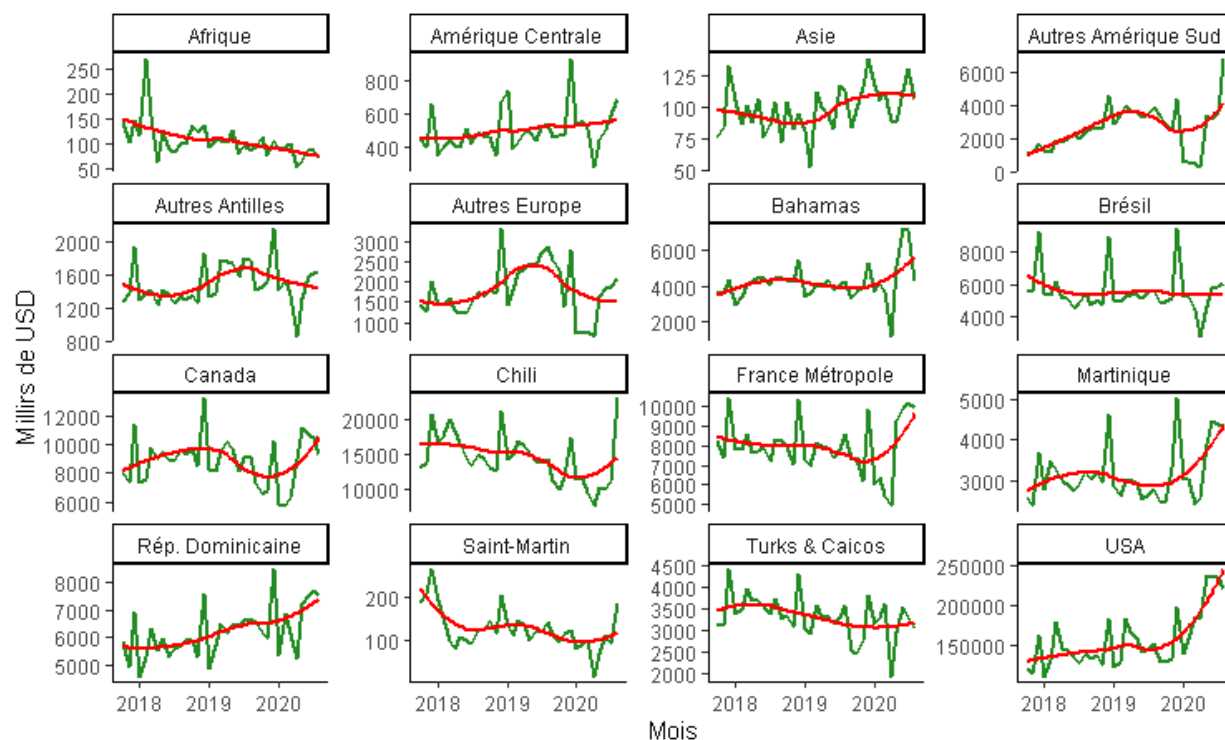 Afrique
Amérique Centrale
Asie
Autres Amérique Sud
250
200
150
100
50
800
600
400
125
100
75
50
6000
4000
2000
0
Autres Antilles
Autres Europe
Bahamas
Brésil
2000
1600
1200
800
3000
2500
2000
1500
1000
6000
4000
2000
8000
6000
4000
Millirs de USD
Canada
Chili
France Métropole
Martinique
12000
10000
8000
6000
20000
15000
10000
10000
9000
8000
7000
6000
5000
5000
4000
3000
Rép. Dominicaine
Saint-Martin
Turks & Caicos
USA
8000
7000
6000
5000
200
100
4500
4000
3500
3000
2500
2000
250000
200000
150000
2018 2019 2020
2018 2019 2020
2018 2019 2020
2018 2019 2020
Mois